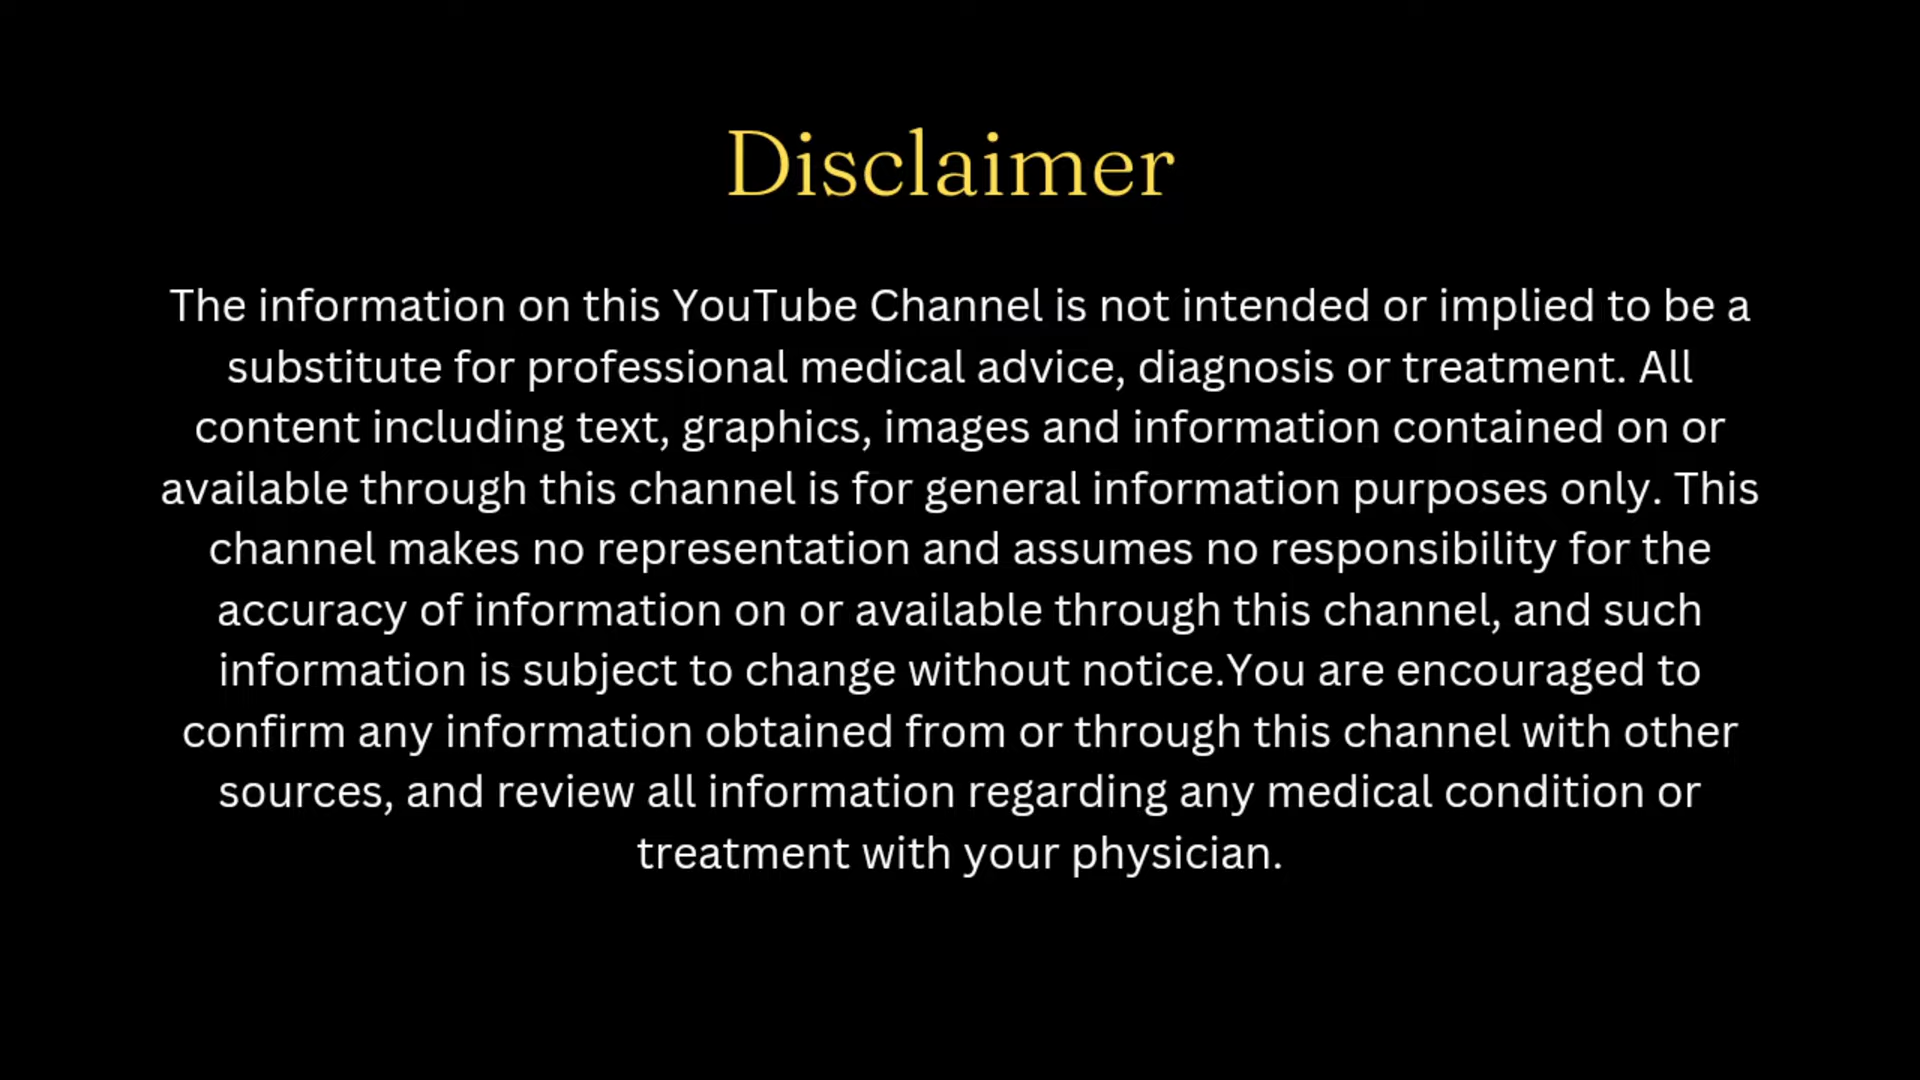 Disclaimer
The information on this YouTube Channel is not intended or implied to be a
substitute for professional medical advice, diagnosis or treatment. All
content including text, graphics, images and information contained on or
available through this channel is for general information purposes only. This
channel makes no representation and assumes no responsibility for the
accuracy of information on or available through this channel, and such
information is subject to change without notice.You are encouraged to
confirm any information obtained from or through this channel with other
sources, and review all information regarding any medical condition or
treatment with your physician.